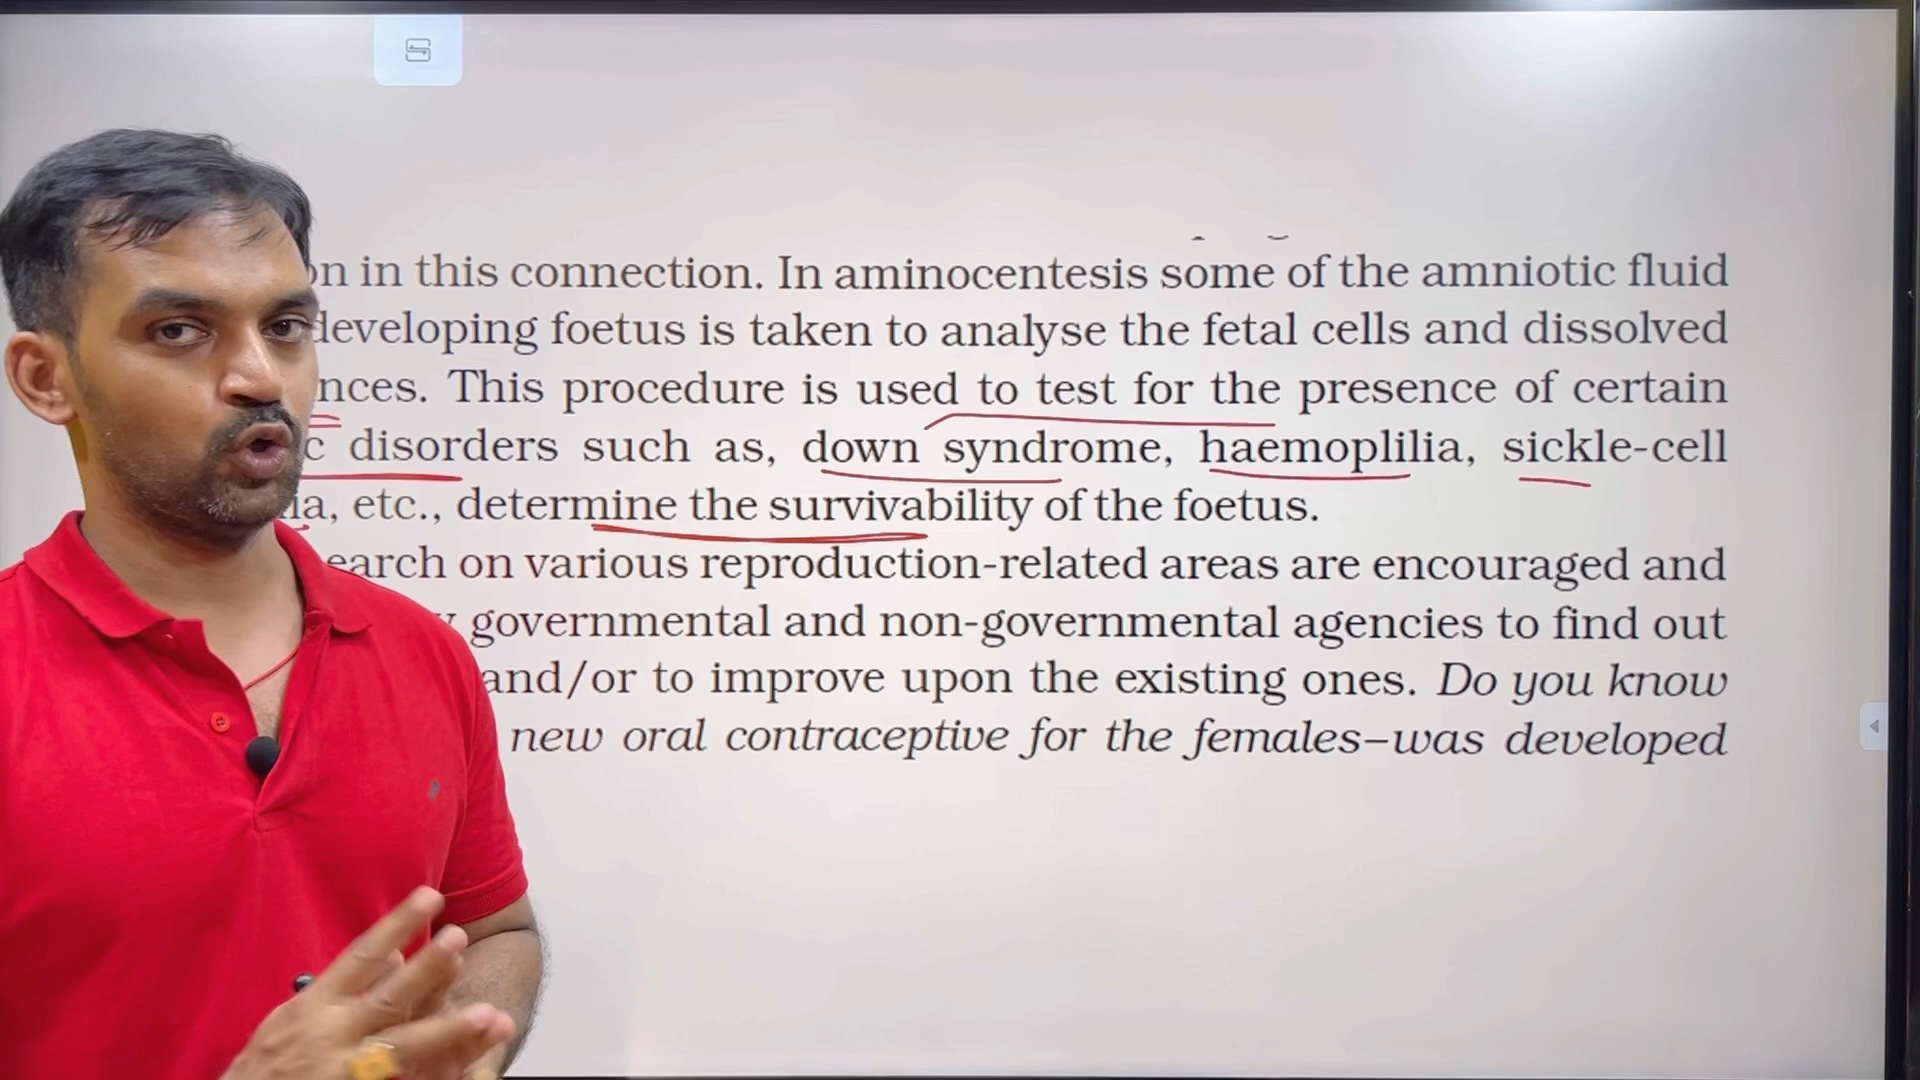 in this connection. In aminocentesis some of the amniotic fluid
developing foetus is taken to analyse the fetal cells and dissolved
This procedure is used to test for the presence of certain
disorders such as, down syndrome, haemoplilia, sickle-cell
etc., determine the survivability of the foetus.
on various reproduction-related areas are encouraged and
governmental and non-governmental agencies to find out
and/or to improve upon the existing ones. Do you know
new oral contraceptive for the females–was developed